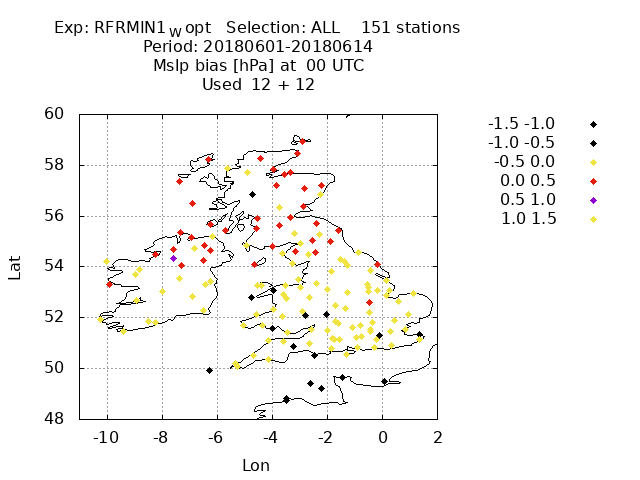 Exp: RFRMIN1W opt Selection: ALL 151 stations
Period: 20180601-20180614
Mslp bias [hPa] at 00 UTC
Used 12 + 12
-1.5 -1.0
-1.0 -0.5
-0.5 0.0
0.0 0.5
0.5 1.0
1.0 1.5
60
58
56
54
52
50
48
Lat
-10 -8 -6 -4 -2 0 2
Lon